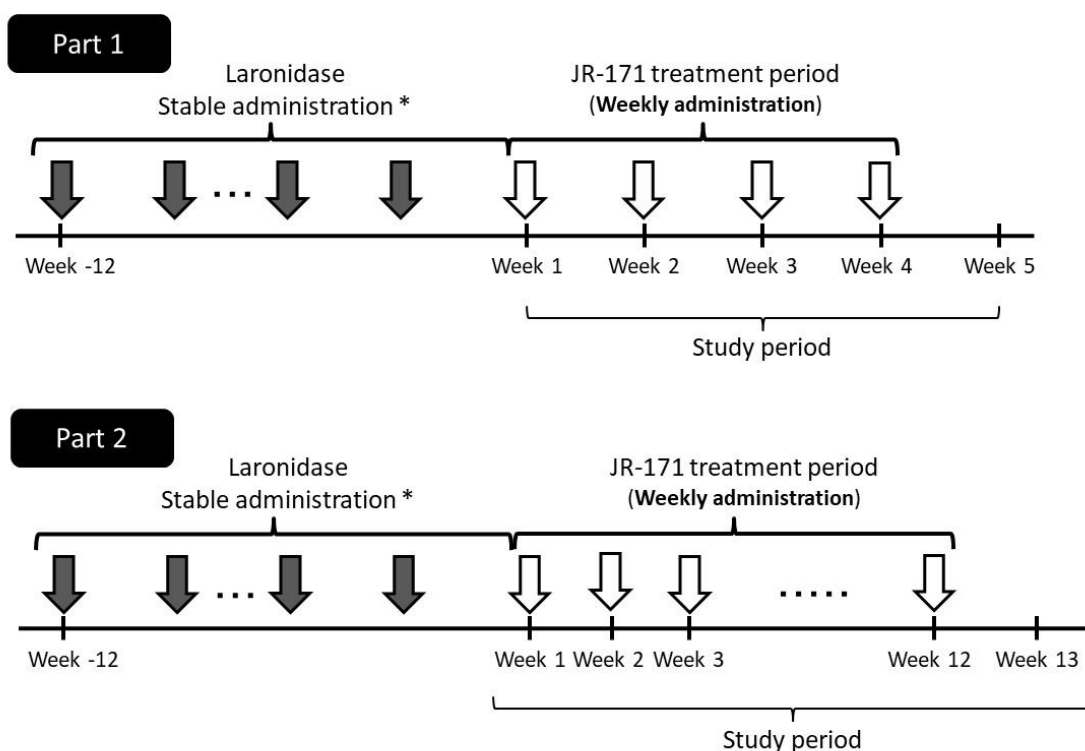 Part 1
Laronidase
Stable administration *
JR-171 treatment period
(Weekly administration)
...
Week -12
Week 1
Week 2
Week 3
Week 4
Week 5
Study period
Part 2
Laronidase
Stable administration *
JR-171 treatment period
(Weekly administration)
...
.....
Week -12
Week 1
Week 2
Week 3
Week 12
Week 13
Study period